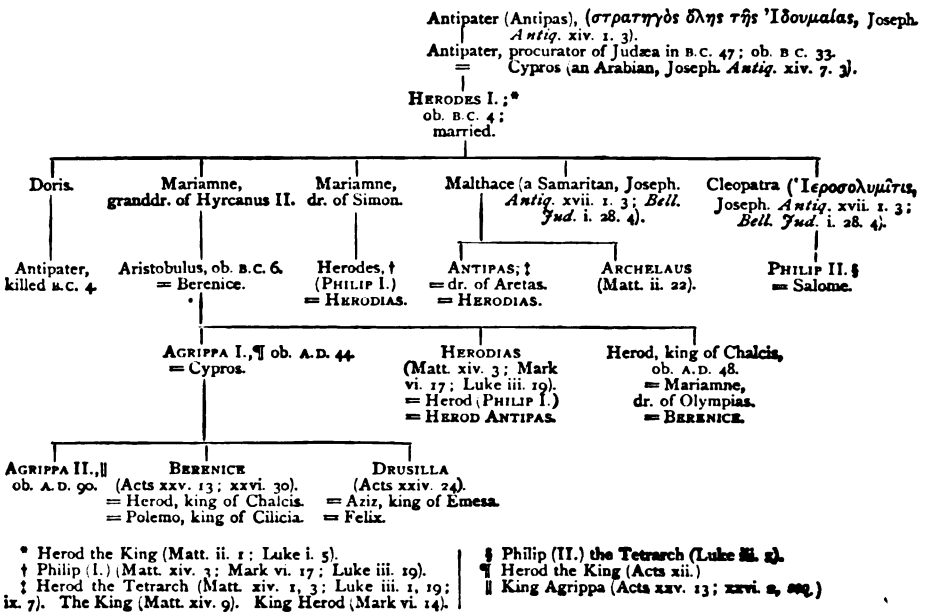 Antipater (Antipas), (στρατηγὸς ὅλης τῆς Ἰδουμαίας, Joseph.
Antiq. xiv. 1. 3).
Antipater, procurator of Judæa in B.C. 47; ob. B C. 33.
= Cypros (an Arabian, Joseph. Antiq. xiv. 7. 3).
HERODES I.;*
ob. B.C. 4;
married.
Doris.
Mariamne,
granddr. of Hyrcanus II.
Mariamne,
dr. of Simon.
Malthace (a Samaritan, Joseph.
Antiq. xvii. 1. 3; Bell.
Jud. i. 28. 4).
Cleopatra (Ἱεροσολυμῖτις,
Joseph. Antiq. xvii. 1. 3;
Bell. Jud. i. 28. 4).
Antipater,
killed B.C. 4.
Aristobulus, ob. B.C. 6.
= Berenice.
Herodes, †
(PHILIP I.)
= HERODIAS.
ANTIPAS; ‡
= dr. of Aretas.
= HERODIAS.
ARCHELAUS
(Matt. ii. 22).
PHILIP II. §
= Salome.
AGRIPPA I., ¶ ob. A.D. 44.
= Cypros.
HERODIAS
(Matt. xiv. 3; Mark
vi. 17; Luke iii. 19).
= Herod (PHILIP I.)
= HEROD ANTIPAS.
Herod, king of Chalcis,
ob. A.D. 48.
= Mariamne,
dr. of Olympias.
= BERENICE.
AGRIPPA II., ||
ob. A.D. 90.
BERENICE
(Acts xxv. 13; xxvi. 30).
= Herod, king of Chalcis.
= Polemo, king of Cilicia.
DRUSILLA
(Acts xxiv. 24).
= Aziz, king of Emesa.
= Felix.
* Herod the King (Matt. ii. 1; Luke i. 5).
† Philip (I.) (Matt. xiv. 3; Mark vi. 17; Luke iii. 19).
‡ Herod the Tetrarch (Matt. xiv. 1, 3; Luke iii. 1, 19;
ix. 7). The King (Matt. xiv. 9). King Herod (Mark vi. 14).
§ Philip (II.) the Tetrarch (Luke iii. 1).
¶ Herod the King (Acts xii.)
|| King Agrippa (Acts xxv. 13; xxvi. 2, seq.)